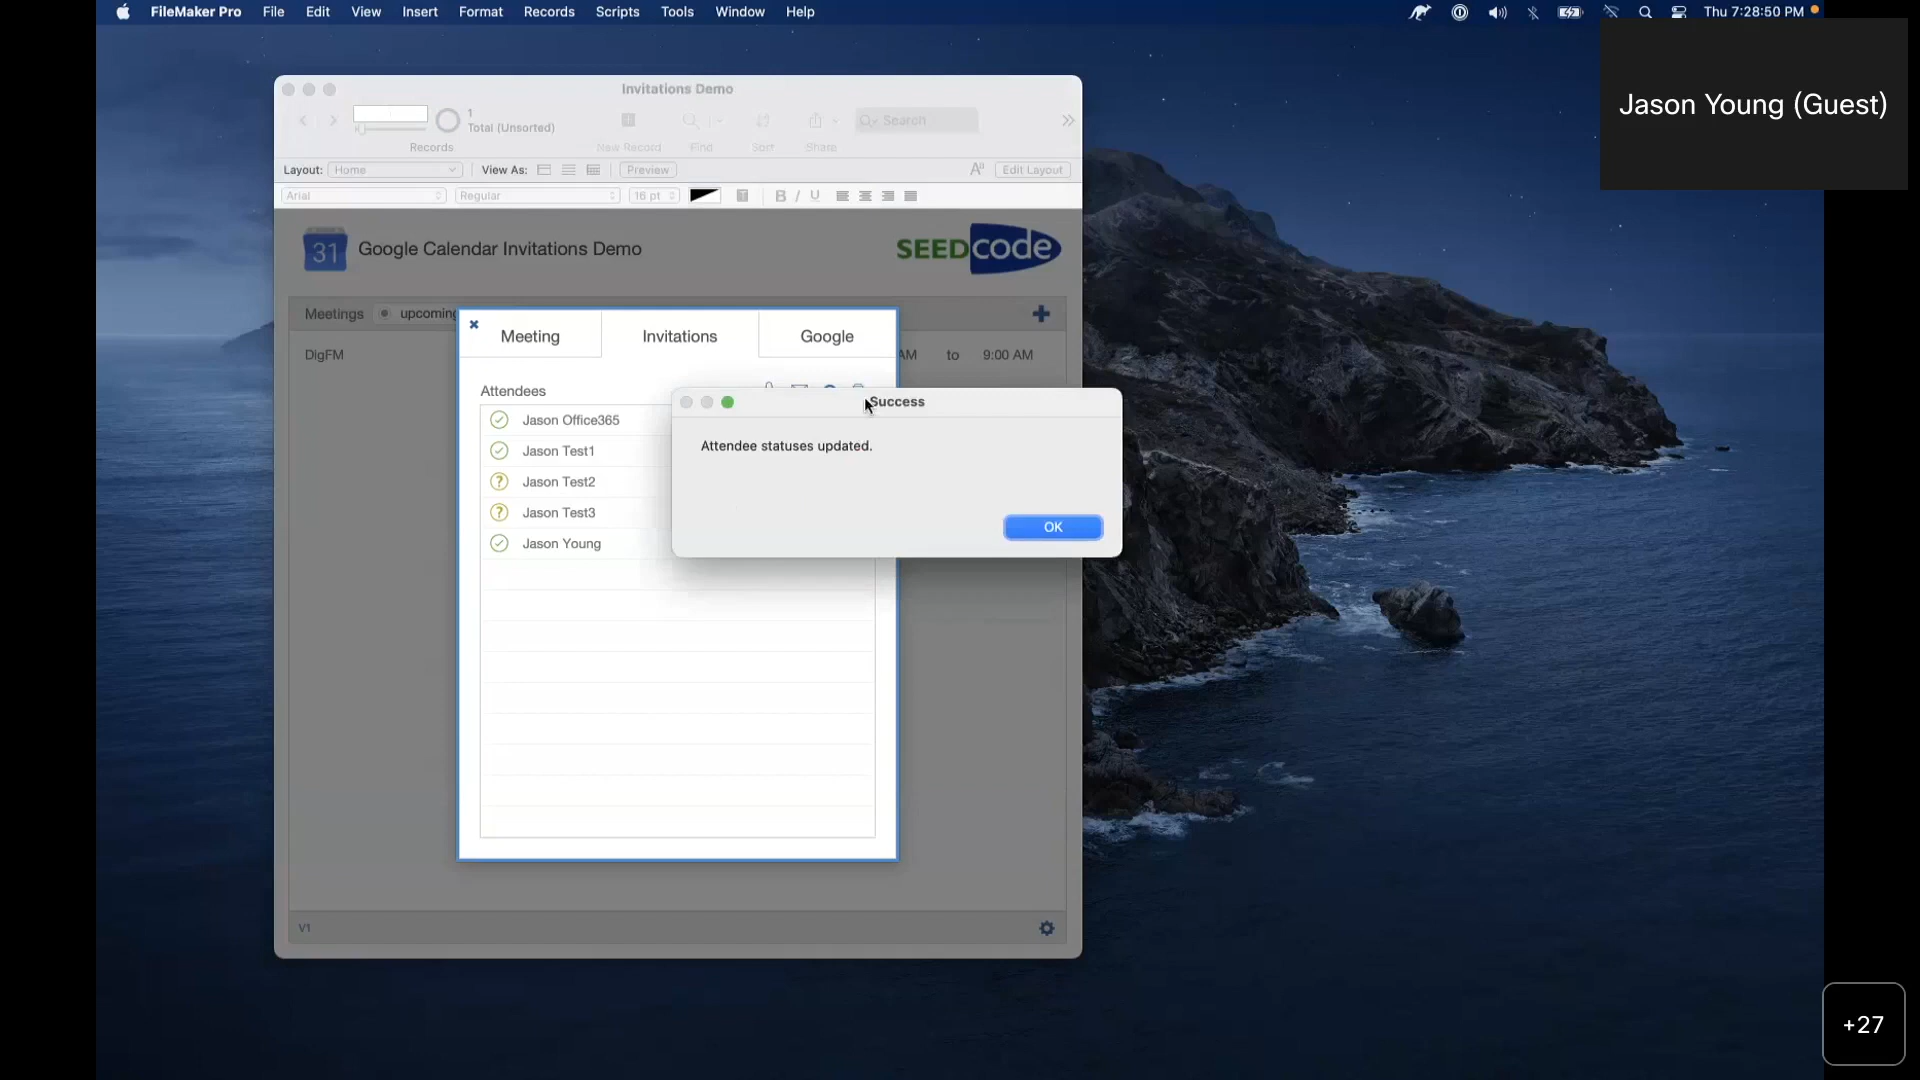 FileMaker Pro File Edit View Insert Format Records Scripts Tools Window Help Thu 7:28:50 PM
Jason Young (Guest)
Invitations Demo
1
Total (Unsorted)
Search
Records New Record Find Sort Share
Layout: Home View As: Preview Edit Layout
Arial Regular 16 pt B I U
31 Google Calendar Invitations Demo SEEDcode
Meetings upcoming
Meeting Invitations Google
DigFM AM to 9:00 AM
Attendees
Success
Jason Office365
Attendee statuses updated.
Jason Test1
Jason Test2
Jason Test3
OK
Jason Young
V1
+27